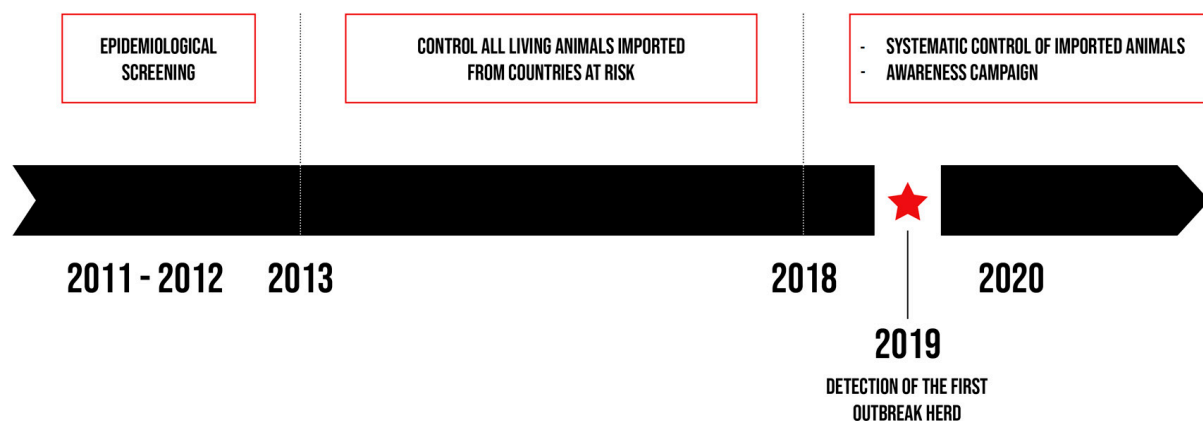 EPIDEMIOLOGICAL
SCREENING
CONTROL ALL LIVING ANIMALS IMPORTED
FROM COUNTRIES AT RISK
- SYSTEMATIC CONTROL OF IMPORTED ANIMALS
- AWARENESS CAMPAIGN
2011 - 2012
2013
2018
2020
2019
DETECTION OF THE FIRST
OUTBREAK HERD